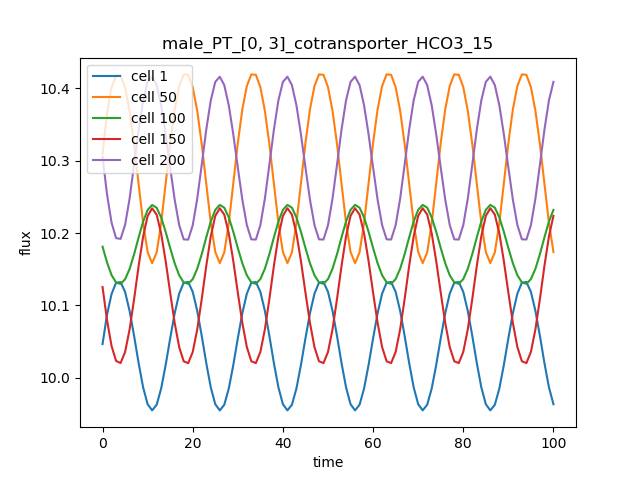 male_PT_[0, 3]_cotransporter_HCO3_15
cell 1
cell 50
cell 100
cell 150
cell 200
10.4
10.3
10.2
10.1
10.0
flux
0
20
40
60
80
100
time